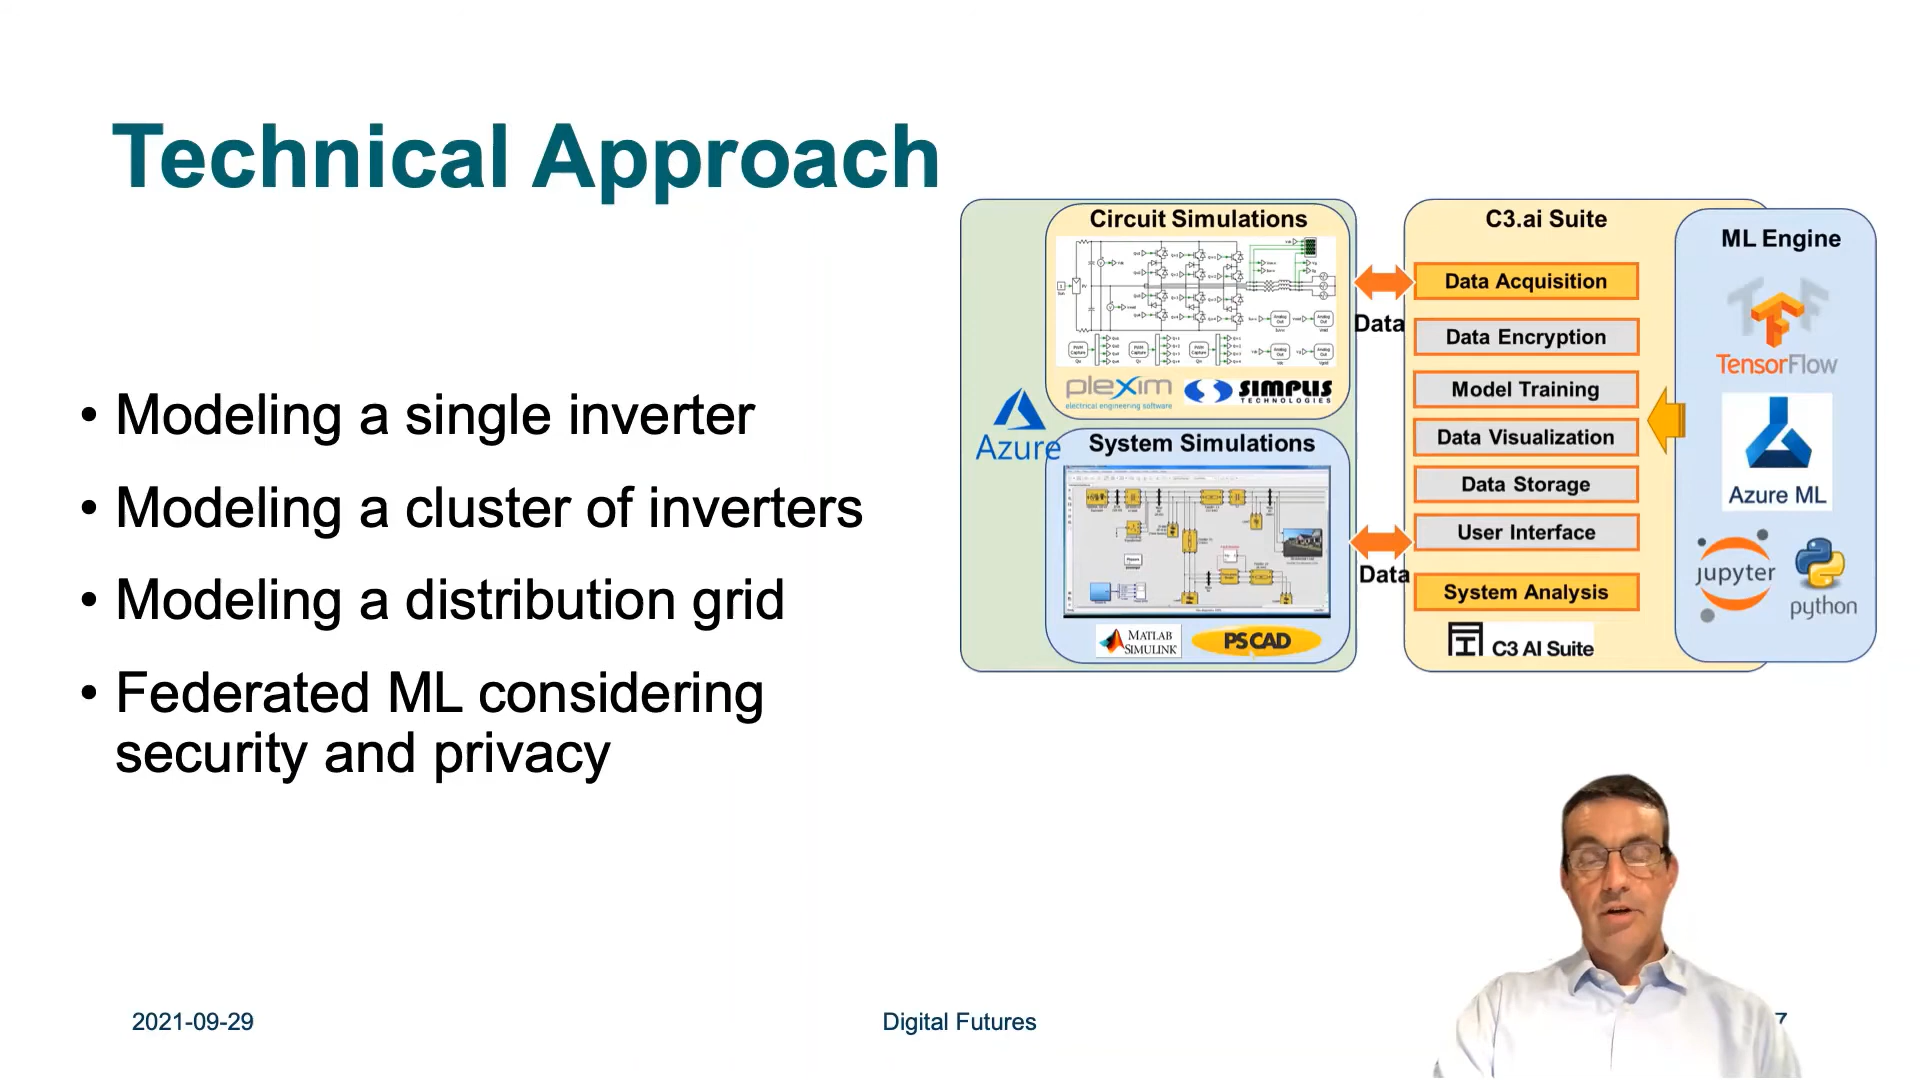 Technical Approach
• Modeling a single inverter
• Modeling a cluster of inverters
• Modeling a distribution grid
• Federated ML considering
security and privacy
Circuit Simulations
plexim
electrical engineering software
SIMPLIS
TECHNOLOGIES
Azure
System Simulations
MATLAB
SIMULINK
PSCAD
Data
Data
C3.ai Suite
Data Acquisition
Data Encryption
Model Training
Data Visualization
Data Storage
User Interface
System Analysis
C3 AI Suite
ML Engine
TensorFlow
Azure ML
jupyter
python
2021-09-29
Digital Futures
7